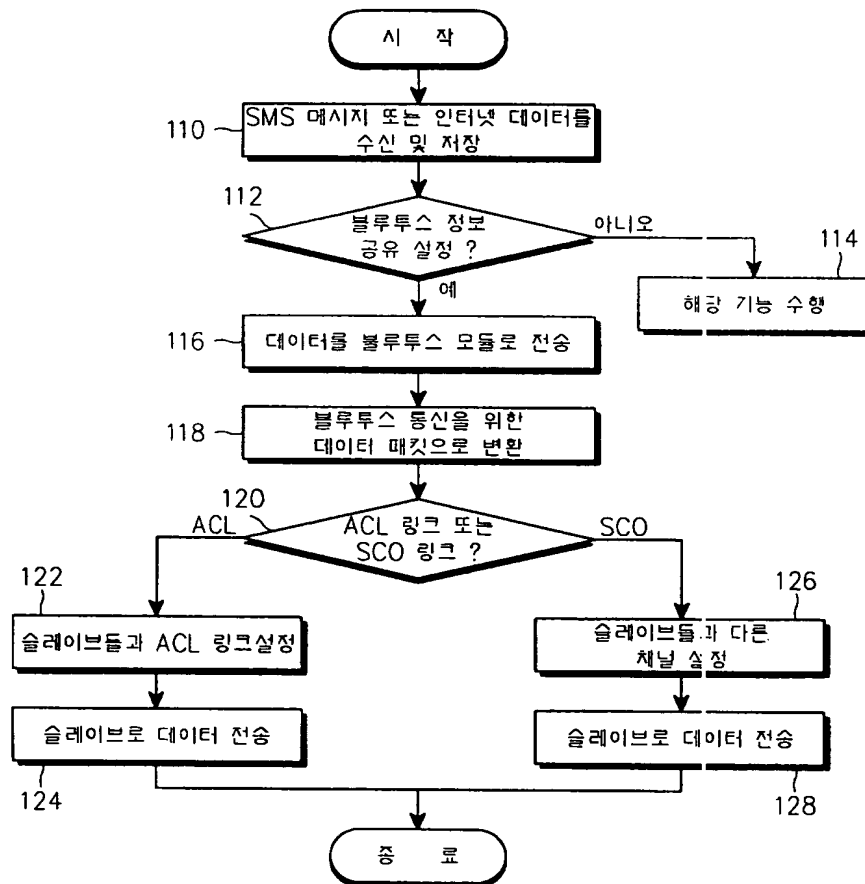 시 작
110
SMS 메시지 또는 인터넷 데이터를
수신 및 저장
112
블루투스 정보
공유 설정 ?
아니오
예
114
해당 기능 수행
116
데이터를 블루투스 모듈로 전송
118
블루투스 통신을 위한
데이터 패킷으로 변환
120
ACL 링크 또는
SCO 링크 ?
ACL
SCO
122
슬레이브들과 ACL 링크설정
124
슬레이브로 데이터 전송
126
슬레이브들과 다른
채널 설정
슬레이브로 데이터 전송
128
종 료